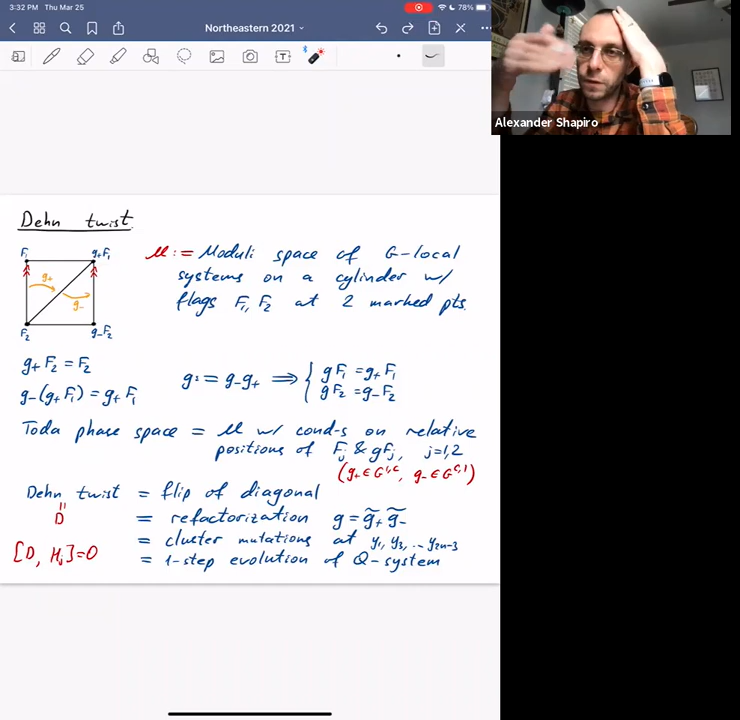 3:32 PM Thu Mar 25
78%
Northeastern 2021
Alexander Shapiro
Dehn twist
F₁ g₊F₁
g₊
g₋
F₂ g₋F₂
M := Moduli space of G-local
systems on a cylinder w/
flags F₁, F₂ at 2 marked pts.
g₊F₂ = F₂
g₋(g₊F₁) = g₊F₁
g := g₋g₊ ⟹ { gF₁ = g₊F₁
gF₂ = g₋F₂
Toda phase space = M w/ cond-s on relative
positions of Fⱼ & gFⱼ, j=1,2
(g₊ ∈ G^{1,c}, g₋ ∈ G^{c,1})
Dehn twist = flip of diagonal
D = refactorization g = g̃₊ g̃₋
= cluster mutations at y₁, y₃, ... y₂ₙ₋₃
[D, Hⱼ]=0 = 1-step evolution of Q-system